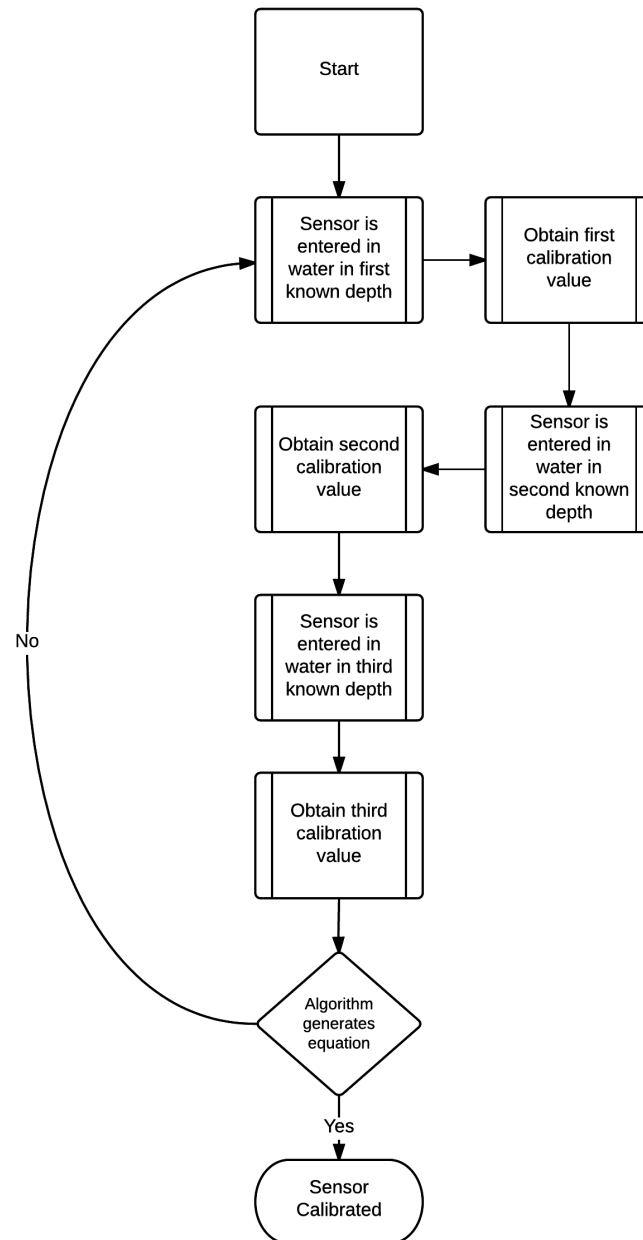 Start
Sensor is
entered in
water in first
known depth
Obtain first
calibration
value
Sensor is
entered in
water in
second known
depth
Obtain second
calibration
value
Sensor is
entered in
water in third
known depth
Obtain third
calibration
value
Algorithm
generates
equation
No
Yes
Sensor
Calibrated